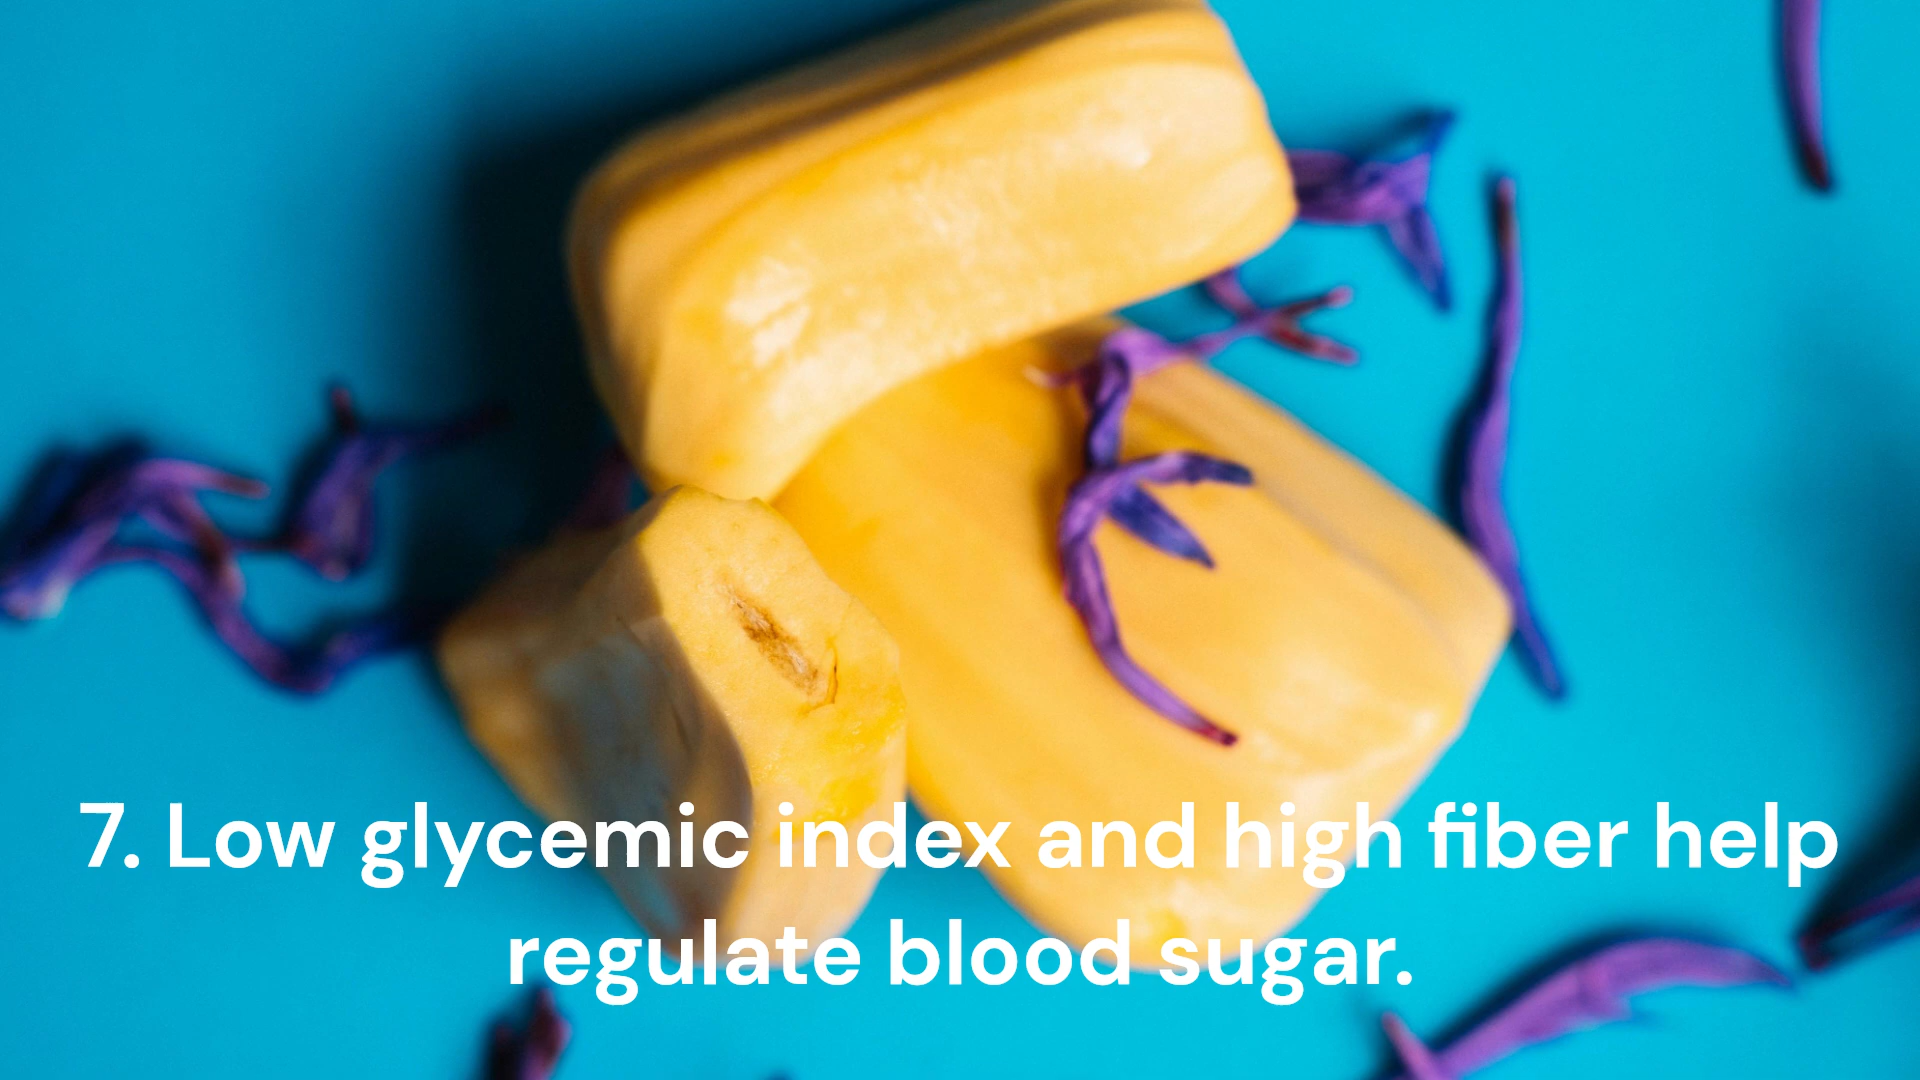 7. Low glycemic index and high fiber help
regulate blood sugar.